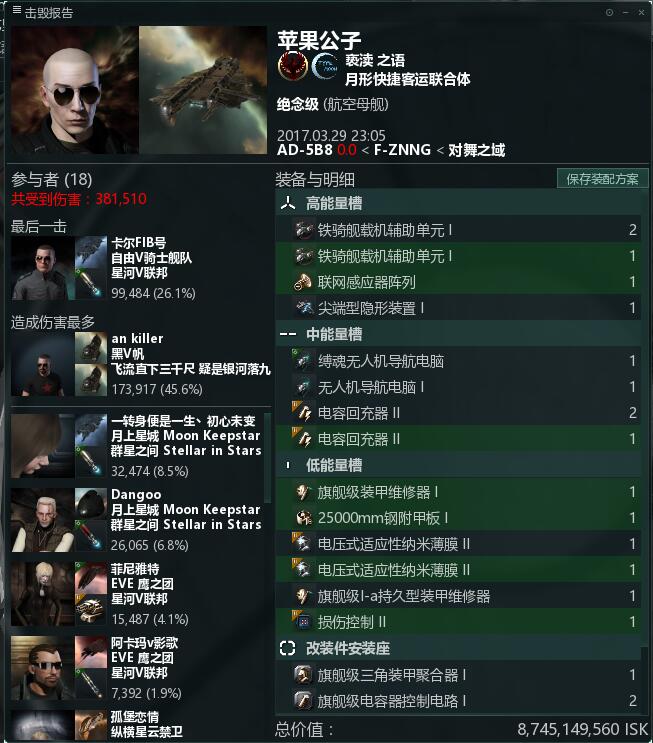 击毁报告
苹果公子
亵渎 之语
月形快捷客运联合体
绝念级 (航空母舰)
2017.03.29 23:05
AD-5B8 0.0 < F-ZNNG < 对舞之域
参与者 (18)
共受到伤害：381,510
最后一击
卡尔FIB号
自由V骑士舰队
星河V联邦
99,484 (26.1%)
造成伤害最多
an killer
黑V帆
飞流直下三千尺 疑是银河落九
173,917 (45.6%)
一转身便是一生、初心未变
月上星城 Moon Keepstar
群星之间 Stellar in Stars
32,474 (8.5%)
Dangoo
月上星城 Moon Keepstar
群星之间 Stellar in Stars
26,065 (6.8%)
菲尼雅特
EVE 鹰之团
星河V联邦
15,487 (4.1%)
阿卡玛v影歌
EVE 鹰之团
星河V联邦
7,392 (1.9%)
孤堡恋情
纵横星云禁卫
装备与明细
保存装配方案
高能量槽
铁骑舰载机辅助单元 I 2
铁骑舰载机辅助单元 I 1
联网感应器阵列 1
尖端型隐形装置 I 1
中能量槽
缚魂无人机导航电脑 1
无人机导航电脑 I 1
电容回充器 II 2
电容回充器 II 1
低能量槽
旗舰级装甲维修器 I 1
25000mm钢附甲板 I 1
电压式适应性纳米薄膜 II 1
电压式适应性纳米薄膜 II 1
旗舰级I-a持久型装甲维修器 1
损伤控制 II 1
改装件安装座
旗舰级三角装甲聚合器 I 1
旗舰级电容器控制电路 I 2
总价值： 8,745,149,560 ISK